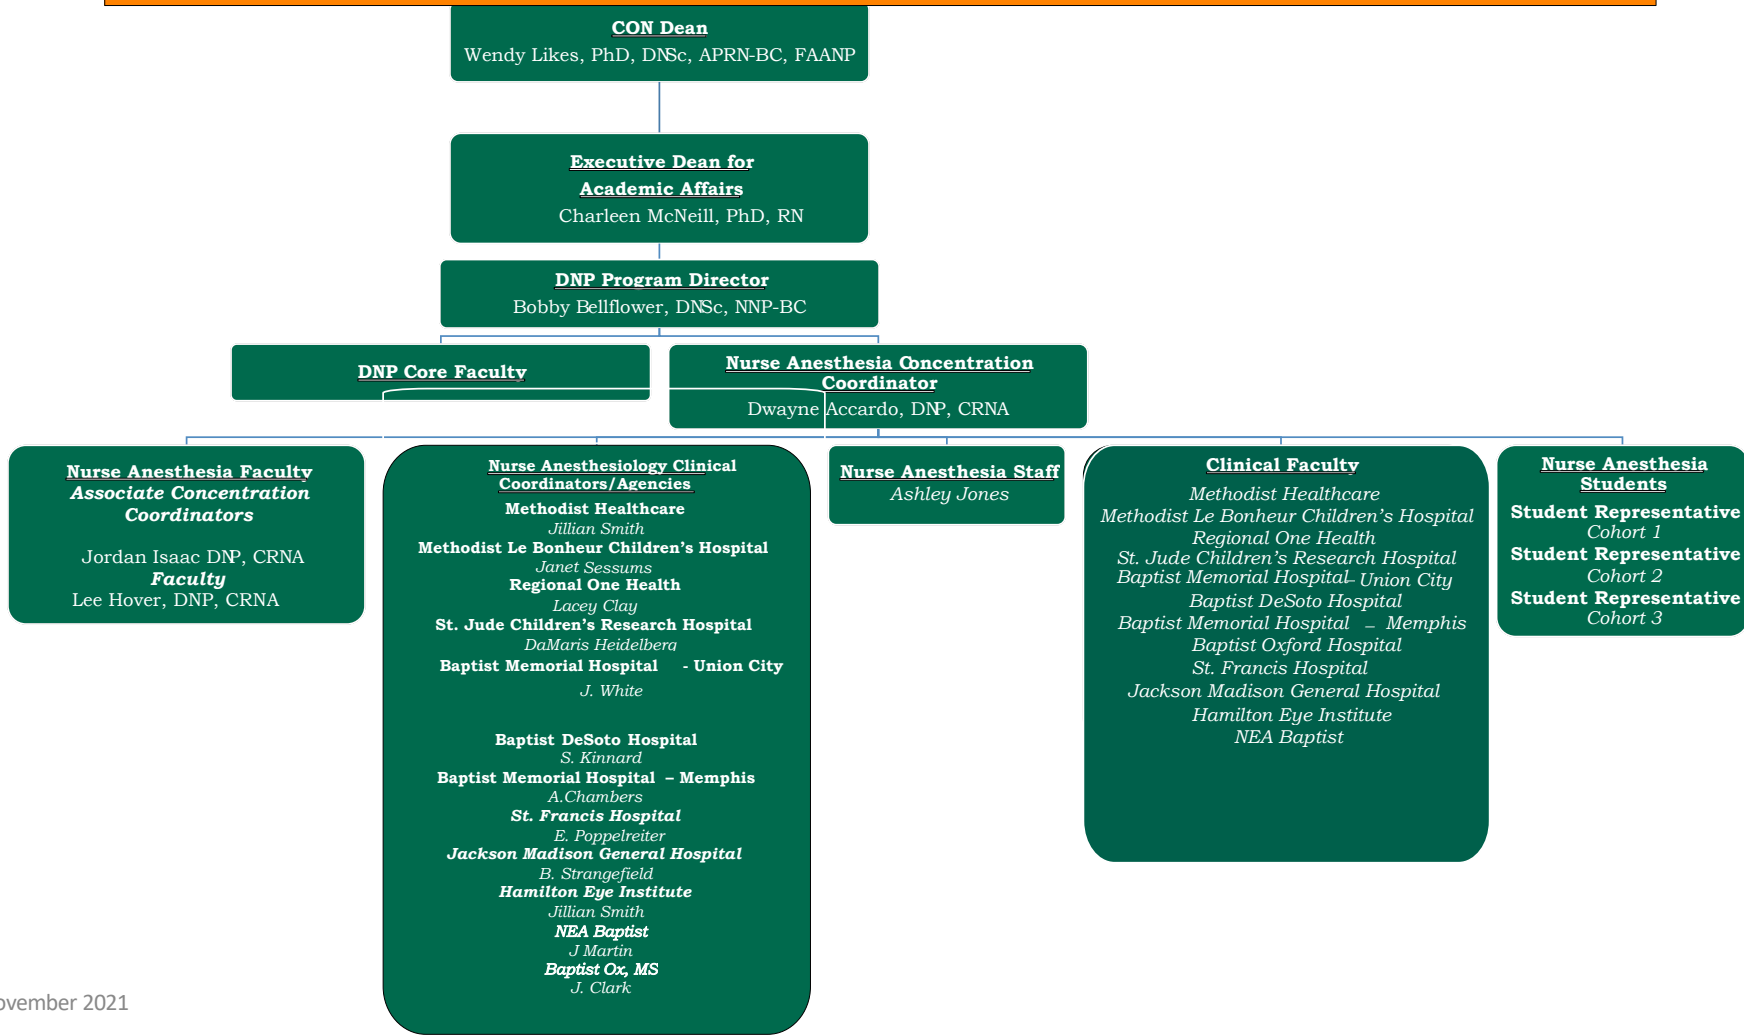 CON Dean
Wendy Likes, PhD, DNSc, APRN-BC, FAANP
Executive Dean for
Academic Affairs
Charleen McNeill, PhD, RN
DNP Program Director
Bobby Bellflower, DNSc, NNP-BC
DNP Core Faculty
Nurse Anesthesia Concentration
Coordinator
Dwayne Accardo, DNP, CRNA
Nurse Anesthesia Faculty
Associate Concentration
Coordinators
Jordan Isaac DNP, CRNA
Faculty
Lee Hover, DNP, CRNA
Nurse Anesthesiology Clinical
Coordinators/Agencies
Methodist Healthcare
Jillian Smith
Methodist Le Bonheur Children’s Hospital
Janet Sessums
Regional One Health
Lacey Clay
St. Jude Children’s Research Hospital
DaMaris Heidelberg
Baptist Memorial Hospital - Union City
J. White
Baptist DeSoto Hospital
S. Kinnard
Baptist Memorial Hospital – Memphis
A.Chambers
St. Francis Hospital
E. Poppelreiter
Jackson Madison General Hospital
B. Strangefield
Hamilton Eye Institute
Jillian Smith
NEA Baptist
J Martin
Baptist Ox, MS
J. Clark
Nurse Anesthesia Staff
Ashley Jones
Clinical Faculty
Methodist Healthcare
Methodist Le Bonheur Children’s Hospital
Regional One Health
St. Jude Children’s Research Hospital
Baptist Memorial Hospital – Union City
Baptist DeSoto Hospital
Baptist Memorial Hospital – Memphis
Baptist Oxford Hospital
St. Francis Hospital
Jackson Madison General Hospital
Hamilton Eye Institute
NEA Baptist
Nurse Anesthesia
Students
Student Representative
Cohort 1
Student Representative
Cohort 2
Student Representative
Cohort 3
ovember 2021